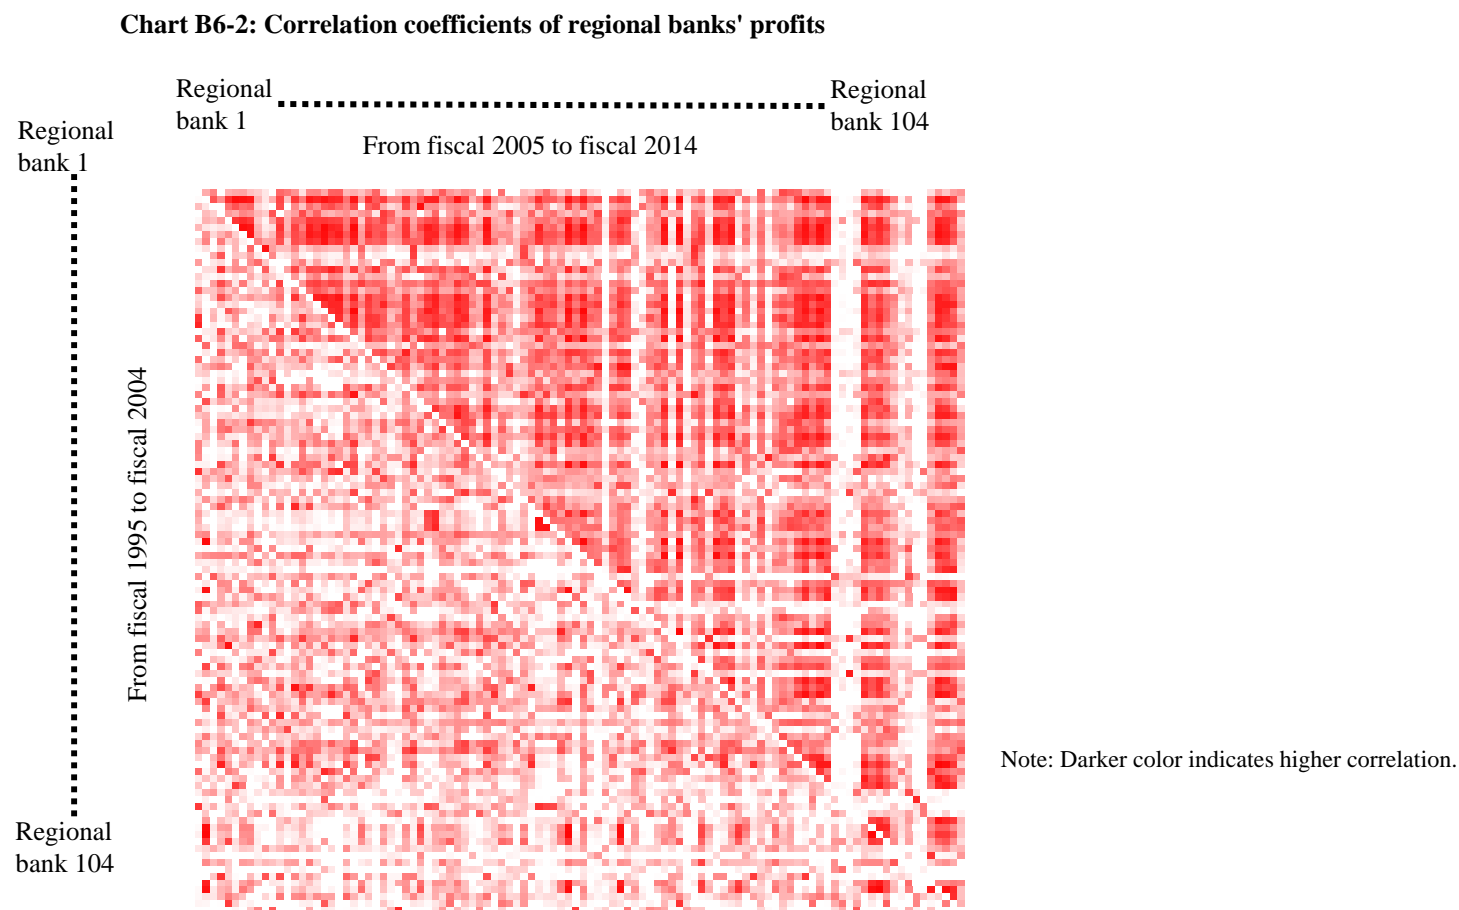 Chart B6-2: Correlation coefficients of regional banks' profits
Regional
bank 1
Regional
bank 104
From fiscal 2005 to fiscal 2014
Regional
bank 1
From fiscal 1995 to fiscal 2004
Note: Darker color indicates higher correlation.
Regional
bank 104